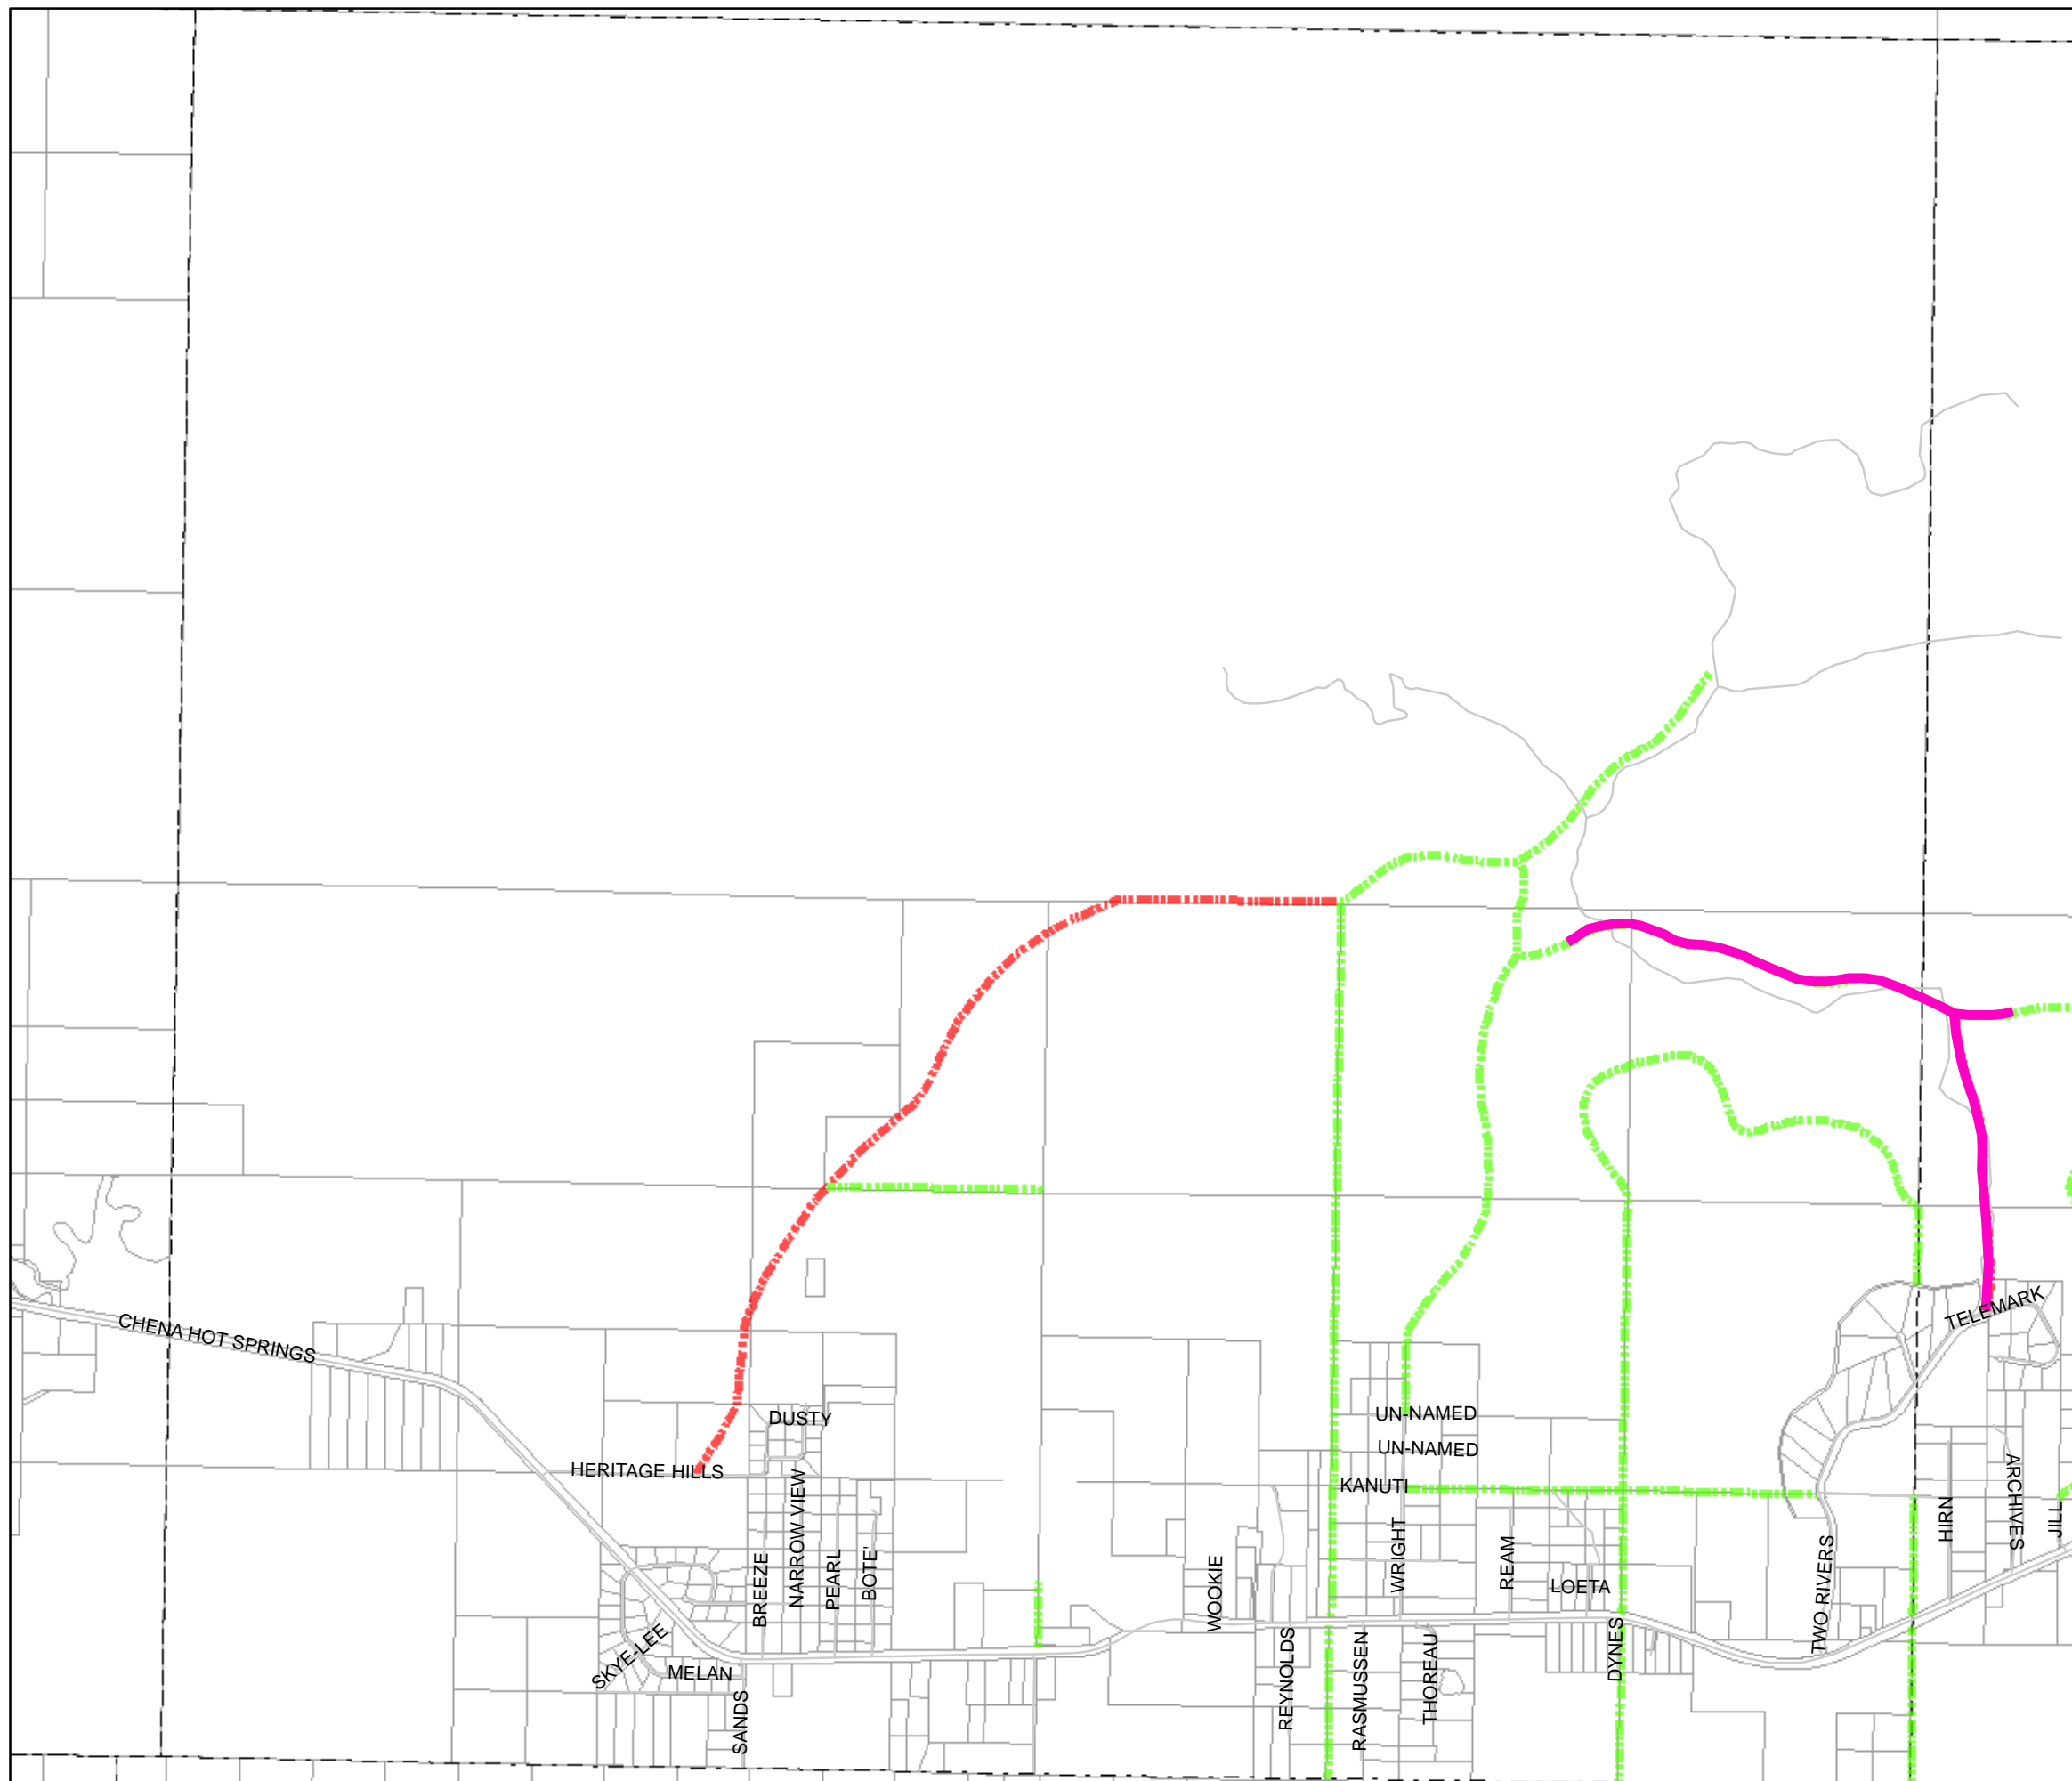 CHENA HOT SPRINGS
TELEMARK
DUSTY
UN-NAMED
UN-NAMED
HERITAGE HILLS
KANUTI
NARROW VIEW
ARCHIVES
HIRN
JILL
BREEZE
PEARL
BOTE'
WOOKIE
WRIGHT
REAM
LOETA
TWO RIVERS
SKYE-LEE
MELAN
SANDS
REYNOLDS
RASMUSSEN
THOREAU
DYNES